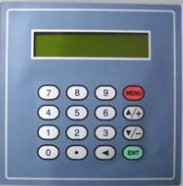 7 8 9 MENU
4 5 6 ▲/+
1 2 3 ▼/−
0 • ◀ ENT